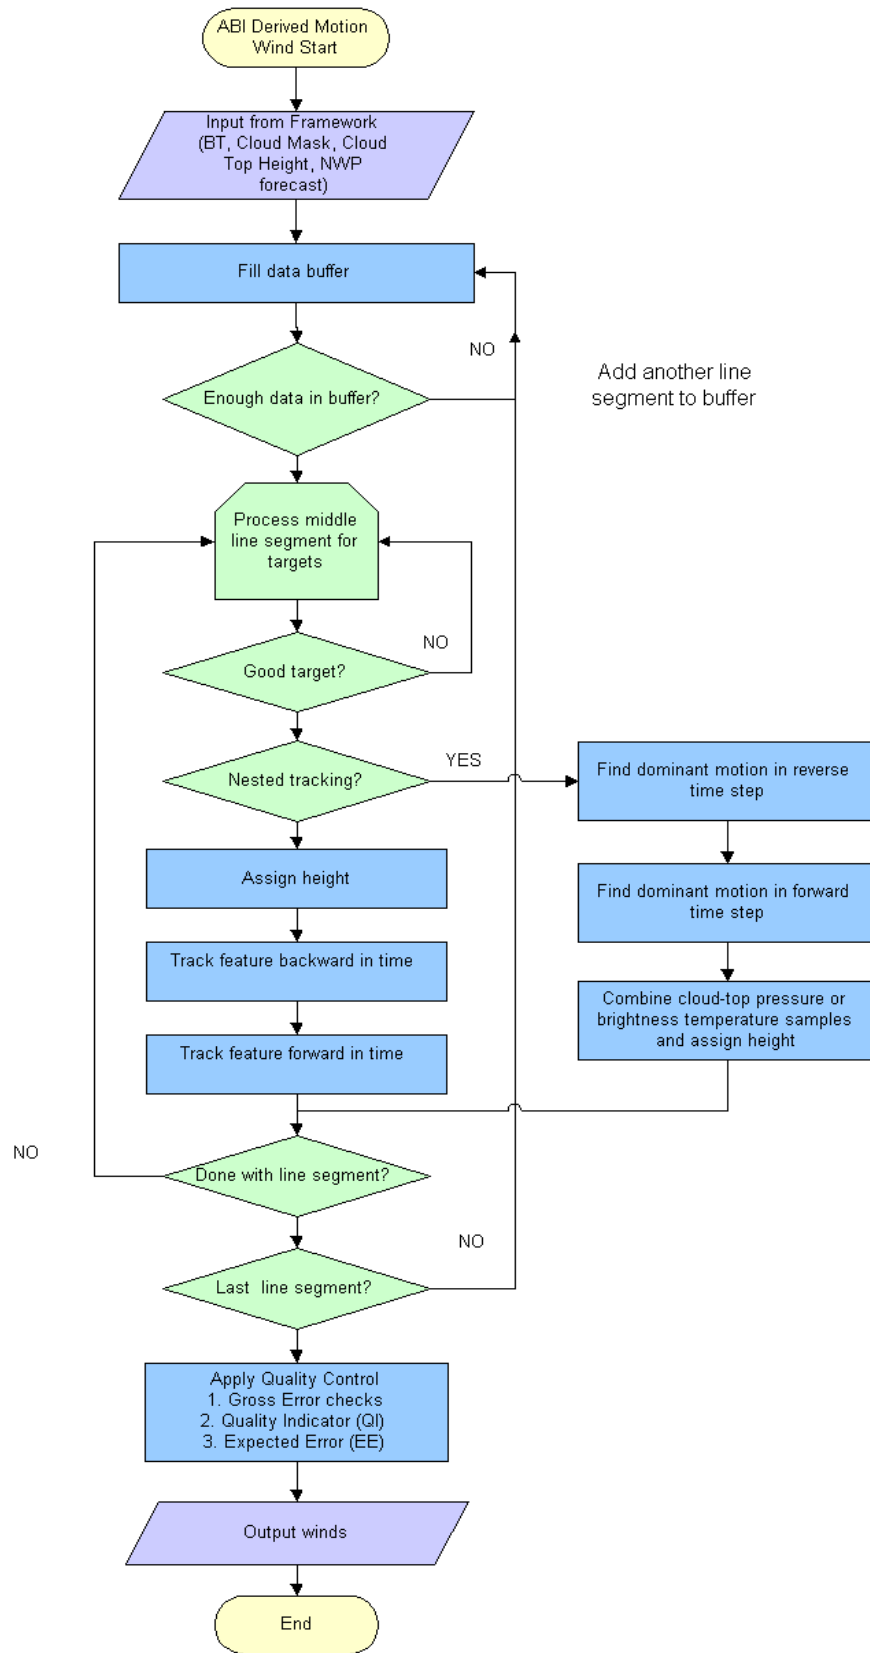 ABI Derived Motion
Wind Start
Input from Framework
(BT, Cloud Mask, Cloud
Top Height, NWP
forecast)
Fill data buffer
NO
Enough data in buffer?
Add another line
segment to buffer
Process middle
line segment for
targets
NO
Good target?
YES
Nested tracking?
Find dominant motion in reverse
time step
Assign height
Find dominant motion in forward
time step
Track feature backward in time
Combine cloud-top pressure or
brightness temperature samples
and assign height
Track feature forward in time
NO
Done with line segment?
NO
Last line segment?
Apply Quality Control
1. Gross Error checks
2. Quality Indicator (QI)
3. Expected Error (EE)
Output winds
End